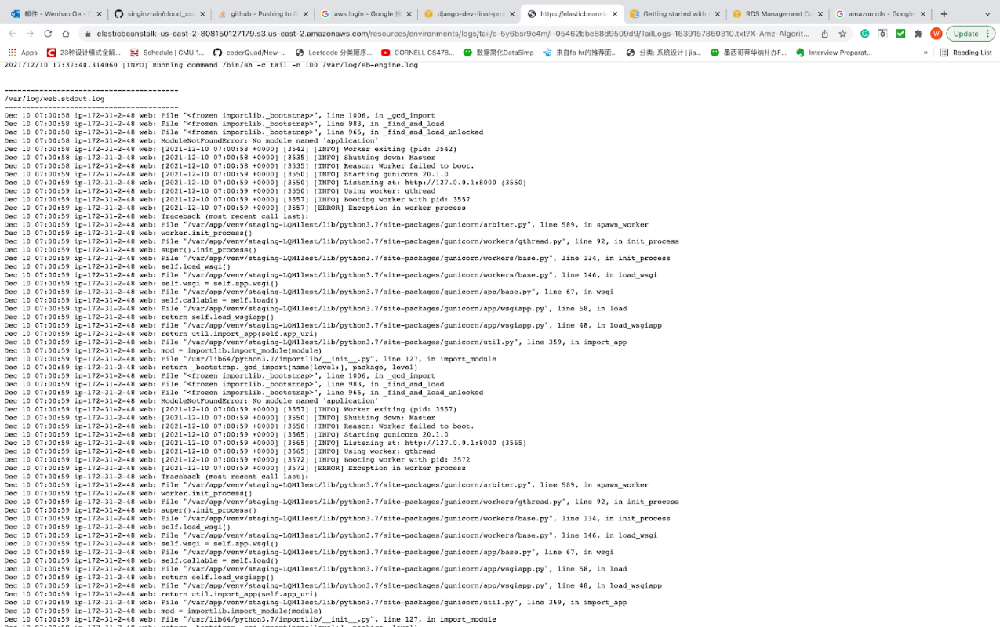 邮件 - Wenhao Ge - C
singinzrain/cloud_con
github - Pushing to G
aws login - Google
django-dev-final-proj
https://elasticbeansta
Getting started with
RDS Management Co
amazon rds - Google
elasticbeanstalk-us-east-2-808150127179.s3.us-east-2.amazonaws.com/resources/environments/logs/tail/e-5y6bsr9c4m/i-05462bbe88d9509d9/TailLogs-1639157860310.txt?X-Amz-Algorit...
W
Update
Apps
23种设计模式全解...
Schedule | CMU 1...
coderQuad/New-...
Leetcode 分类顺序...
CORNELL CS478...
数据简化DataSimp
来自fb hr的推荐面...
分类: 系统设计 | jia...
墨西哥蒂华纳补办F...
Interview Preparat...
»
Reading List
2021/12/10 17:37:40.314060 [INFO] Running command /bin/sh -c tail -n 100 /var/log/eb-engine.log
----------------------------------------
/var/log/web.stdout.log
----------------------------------------
Dec 10 07:00:58 ip-172-31-2-48 web: File "<frozen importlib._bootstrap>", line 1006, in _gcd_import
Dec 10 07:00:58 ip-172-31-2-48 web: File "<frozen importlib._bootstrap>", line 983, in _find_and_load
Dec 10 07:00:58 ip-172-31-2-48 web: File "<frozen importlib._bootstrap>", line 965, in _find_and_load_unlocked
Dec 10 07:00:58 ip-172-31-2-48 web: ModuleNotFoundError: No module named 'application'
Dec 10 07:00:58 ip-172-31-2-48 web: [2021-12-10 07:00:58 +0000] [3542] [INFO] Worker exiting (pid: 3542)
Dec 10 07:00:58 ip-172-31-2-48 web: [2021-12-10 07:00:58 +0000] [3535] [INFO] Shutting down: Master
Dec 10 07:00:58 ip-172-31-2-48 web: [2021-12-10 07:00:58 +0000] [3535] [INFO] Reason: Worker failed to boot.
Dec 10 07:00:59 ip-172-31-2-48 web: [2021-12-10 07:00:59 +0000] [3550] [INFO] Starting gunicorn 20.1.0
Dec 10 07:00:59 ip-172-31-2-48 web: [2021-12-10 07:00:59 +0000] [3550] [INFO] Listening at: http://127.0.0.1:8000 (3550)
Dec 10 07:00:59 ip-172-31-2-48 web: [2021-12-10 07:00:59 +0000] [3550] [INFO] Using worker: gthread
Dec 10 07:00:59 ip-172-31-2-48 web: [2021-12-10 07:00:59 +0000] [3557] [INFO] Booting worker with pid: 3557
Dec 10 07:00:59 ip-172-31-2-48 web: [2021-12-10 07:00:59 +0000] [3557] [ERROR] Exception in worker process
Dec 10 07:00:59 ip-172-31-2-48 web: Traceback (most recent call last):
Dec 10 07:00:59 ip-172-31-2-48 web: File "/var/app/venv/staging-LQM1lest/lib/python3.7/site-packages/gunicorn/arbiter.py", line 589, in spawn_worker
Dec 10 07:00:59 ip-172-31-2-48 web: worker.init_process()
Dec 10 07:00:59 ip-172-31-2-48 web: File "/var/app/venv/staging-LQM1lest/lib/python3.7/site-packages/gunicorn/workers/gthread.py", line 92, in init_process
Dec 10 07:00:59 ip-172-31-2-48 web: super().init_process()
Dec 10 07:00:59 ip-172-31-2-48 web: File "/var/app/venv/staging-LQM1lest/lib/python3.7/site-packages/gunicorn/workers/base.py", line 134, in init_process
Dec 10 07:00:59 ip-172-31-2-48 web: self.load_wsgi()
Dec 10 07:00:59 ip-172-31-2-48 web: File "/var/app/venv/staging-LQM1lest/lib/python3.7/site-packages/gunicorn/workers/base.py", line 146, in load_wsgi
Dec 10 07:00:59 ip-172-31-2-48 web: self.wsgi = self.app.wsgi()
Dec 10 07:00:59 ip-172-31-2-48 web: File "/var/app/venv/staging-LQM1lest/lib/python3.7/site-packages/gunicorn/app/base.py", line 67, in wsgi
Dec 10 07:00:59 ip-172-31-2-48 web: self.callable = self.load()
Dec 10 07:00:59 ip-172-31-2-48 web: File "/var/app/venv/staging-LQM1lest/lib/python3.7/site-packages/gunicorn/app/wsgiapp.py", line 58, in load
Dec 10 07:00:59 ip-172-31-2-48 web: return self.load_wsgiapp()
Dec 10 07:00:59 ip-172-31-2-48 web: File "/var/app/venv/staging-LQM1lest/lib/python3.7/site-packages/gunicorn/app/wsgiapp.py", line 48, in load_wsgiapp
Dec 10 07:00:59 ip-172-31-2-48 web: return util.import_app(self.app_uri)
Dec 10 07:00:59 ip-172-31-2-48 web: File "/var/app/venv/staging-LQM1lest/lib/python3.7/site-packages/gunicorn/util.py", line 359, in import_app
Dec 10 07:00:59 ip-172-31-2-48 web: mod = importlib.import_module(module)
Dec 10 07:00:59 ip-172-31-2-48 web: File "/usr/lib64/python3.7/importlib/__init__.py", line 127, in import_module
Dec 10 07:00:59 ip-172-31-2-48 web: return _bootstrap._gcd_import(name[level:], package, level)
Dec 10 07:00:59 ip-172-31-2-48 web: File "<frozen importlib._bootstrap>", line 1006, in _gcd_import
Dec 10 07:00:59 ip-172-31-2-48 web: File "<frozen importlib._bootstrap>", line 983, in _find_and_load
Dec 10 07:00:59 ip-172-31-2-48 web: File "<frozen importlib._bootstrap>", line 965, in _find_and_load_unlocked
Dec 10 07:00:59 ip-172-31-2-48 web: ModuleNotFoundError: No module named 'application'
Dec 10 07:00:59 ip-172-31-2-48 web: [2021-12-10 07:00:59 +0000] [3557] [INFO] Worker exiting (pid: 3557)
Dec 10 07:00:59 ip-172-31-2-48 web: [2021-12-10 07:00:59 +0000] [3550] [INFO] Shutting down: Master
Dec 10 07:00:59 ip-172-31-2-48 web: [2021-12-10 07:00:59 +0000] [3550] [INFO] Reason: Worker failed to boot.
Dec 10 07:00:59 ip-172-31-2-48 web: [2021-12-10 07:00:59 +0000] [3565] [INFO] Starting gunicorn 20.1.0
Dec 10 07:00:59 ip-172-31-2-48 web: [2021-12-10 07:00:59 +0000] [3565] [INFO] Listening at: http://127.0.0.1:8000 (3565)
Dec 10 07:00:59 ip-172-31-2-48 web: [2021-12-10 07:00:59 +0000] [3565] [INFO] Using worker: gthread
Dec 10 07:00:59 ip-172-31-2-48 web: [2021-12-10 07:00:59 +0000] [3572] [INFO] Booting worker with pid: 3572
Dec 10 07:00:59 ip-172-31-2-48 web: [2021-12-10 07:00:59 +0000] [3572] [ERROR] Exception in worker process
Dec 10 07:00:59 ip-172-31-2-48 web: Traceback (most recent call last):
Dec 10 07:00:59 ip-172-31-2-48 web: File "/var/app/venv/staging-LQM1lest/lib/python3.7/site-packages/gunicorn/arbiter.py", line 589, in spawn_worker
Dec 10 07:00:59 ip-172-31-2-48 web: worker.init_process()
Dec 10 07:00:59 ip-172-31-2-48 web: File "/var/app/venv/staging-LQM1lest/lib/python3.7/site-packages/gunicorn/workers/gthread.py", line 92, in init_process
Dec 10 07:00:59 ip-172-31-2-48 web: super().init_process()
Dec 10 07:00:59 ip-172-31-2-48 web: File "/var/app/venv/staging-LQM1lest/lib/python3.7/site-packages/gunicorn/workers/base.py", line 134, in init_process
Dec 10 07:00:59 ip-172-31-2-48 web: self.load_wsgi()
Dec 10 07:00:59 ip-172-31-2-48 web: File "/var/app/venv/staging-LQM1lest/lib/python3.7/site-packages/gunicorn/workers/base.py", line 146, in load_wsgi
Dec 10 07:00:59 ip-172-31-2-48 web: self.wsgi = self.app.wsgi()
Dec 10 07:00:59 ip-172-31-2-48 web: File "/var/app/venv/staging-LQM1lest/lib/python3.7/site-packages/gunicorn/app/base.py", line 67, in wsgi
Dec 10 07:00:59 ip-172-31-2-48 web: self.callable = self.load()
Dec 10 07:00:59 ip-172-31-2-48 web: File "/var/app/venv/staging-LQM1lest/lib/python3.7/site-packages/gunicorn/app/wsgiapp.py", line 58, in load
Dec 10 07:00:59 ip-172-31-2-48 web: return self.load_wsgiapp()
Dec 10 07:00:59 ip-172-31-2-48 web: File "/var/app/venv/staging-LQM1lest/lib/python3.7/site-packages/gunicorn/app/wsgiapp.py", line 48, in load_wsgiapp
Dec 10 07:00:59 ip-172-31-2-48 web: return util.import_app(self.app_uri)
Dec 10 07:00:59 ip-172-31-2-48 web: File "/var/app/venv/staging-LQM1lest/lib/python3.7/site-packages/gunicorn/util.py", line 359, in import_app
Dec 10 07:00:59 ip-172-31-2-48 web: mod = importlib.import_module(module)
Dec 10 07:00:59 ip-172-31-2-48 web: File "/usr/lib64/python3.7/importlib/__init__.py", line 127, in import_module